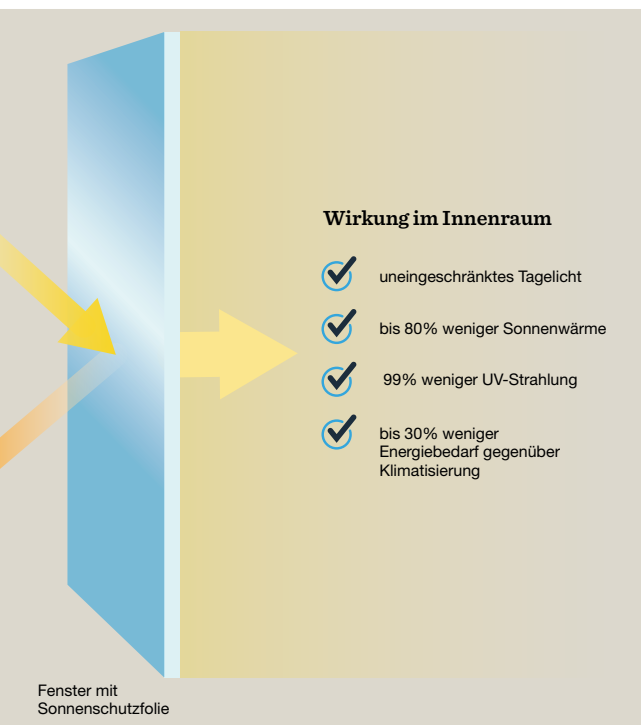 Wirkung im Innenraum
uneingeschränktes Tagelicht
bis 80% weniger Sonnenwärme
99% weniger UV-Strahlung
bis 30% weniger
Energiebedarf gegenüber
Klimatisierung
Fenster mit
Sonnenschutzfolie